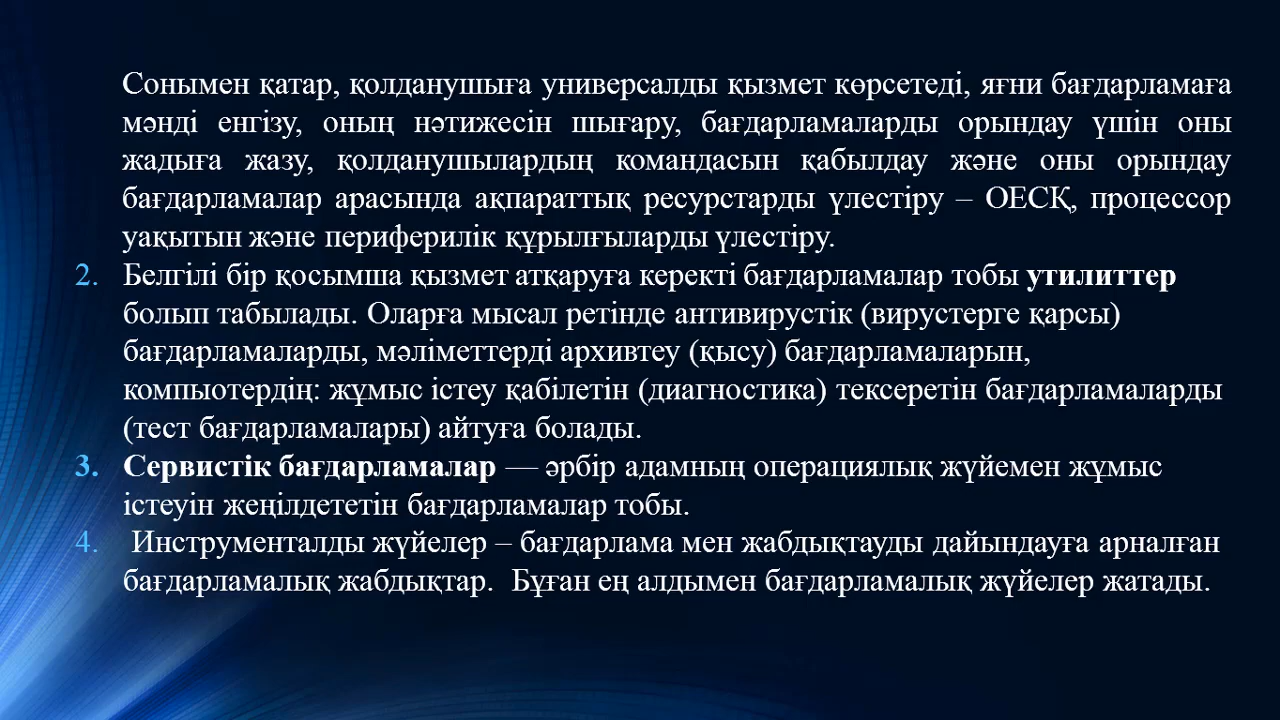 Сонымен қатар, қолданушыға универсалды қызмет көрсетеді, яғни бағдарламаға
мәнді енгізу, оның нәтижесін шығару, бағдарламаларды орындау үшін оны
жадыға жазу, қолданушылардың командасын қабылдау және оны орындау
бағдарламалар арасында ақпараттық ресурстарды үлестіру – ОЕСҚ, процессор
уақытын және периферилік құрылғыларды үлестіру.
2. Белгілі бір қосымша қызмет атқаруға керекті бағдарламалар тобы утилиттер
болып табылады. Оларға мысал ретінде антивирустік (вирустерге қарсы)
бағдарламаларды, мәліметтерді архивтеу (қысу) бағдарламаларын,
компыотердің: жұмыс істеу қабілетін (диагностика) тексеретін бағдарламаларды
(тест бағдарламалары) айтуға болады.
3. Сервистік бағдарламалар — әрбір адамның операциялық жүйемен жұмыс
істеуін жеңілдететін бағдарламалар тобы.
4. Инструменталды жүйелер – бағдарлама мен жабдықтауды дайындауға арналған
бағдарламалық жабдықтар. Бұған ең алдымен бағдарламалық жүйелер жатады.